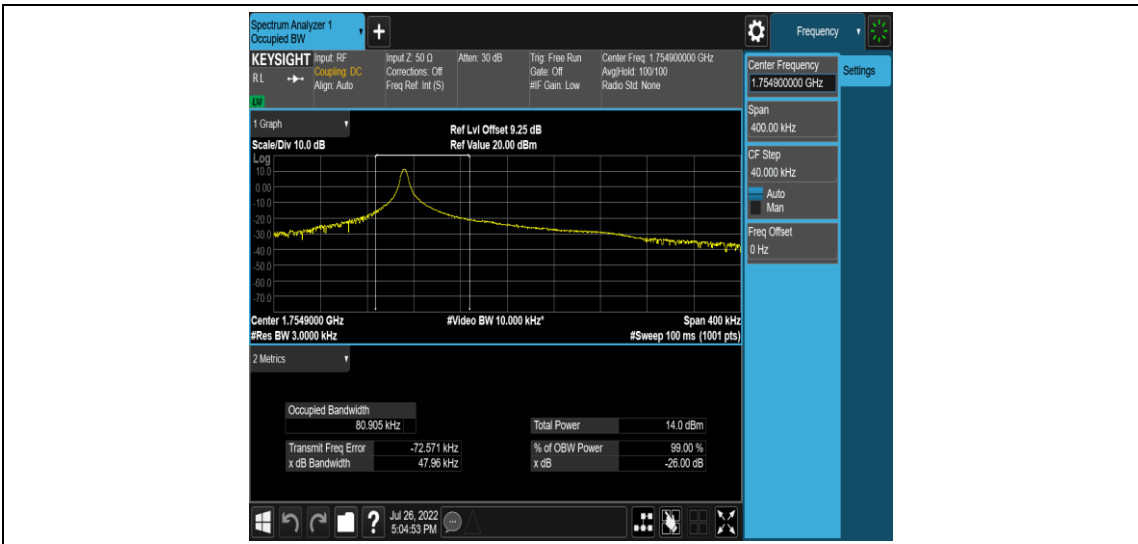 Spectrum Analyzer 1
Occupied BW
+
Frequency
KEYSIGHT
RL
LXI
Input: RF
Coupling: DC
Align: Auto
Input Z: 50 Ω
Corrections: Off
Freq Ref: Int (S)
Atten: 30 dB
Trig: Free Run
Gate: Off
#IF Gain: Low
Center Freq: 1.754900000 GHz
Avg|Hold: 100/100
Radio Std: None
Center Frequency
1.754900000 GHz
Settings
Span
400.00 kHz
CF Step
40.000 kHz
Auto
Man
Freq Offset
0 Hz
1 Graph
Scale/Div 10.0 dB
Ref Lvl Offset 9.25 dB
Ref Value 20.00 dBm
Log
10.0
0.00
-10.0
-20.0
-30.0
-40.0
-50.0
-60.0
-70.0
Center 1.7549000 GHz
#Video BW 10.000 kHz*
Span 400 kHz
#Res BW 3.0000 kHz
#Sweep 100 ms (1001 pts)
2 Metrics
Occupied Bandwidth
80.905 kHz
Total Power 14.0 dBm
Transmit Freq Error -72.571 kHz
% of OBW Power 99.00 %
x dB Bandwidth 47.96 kHz
x dB -26.00 dB
?
Jul 26, 2022
5:04:53 PM